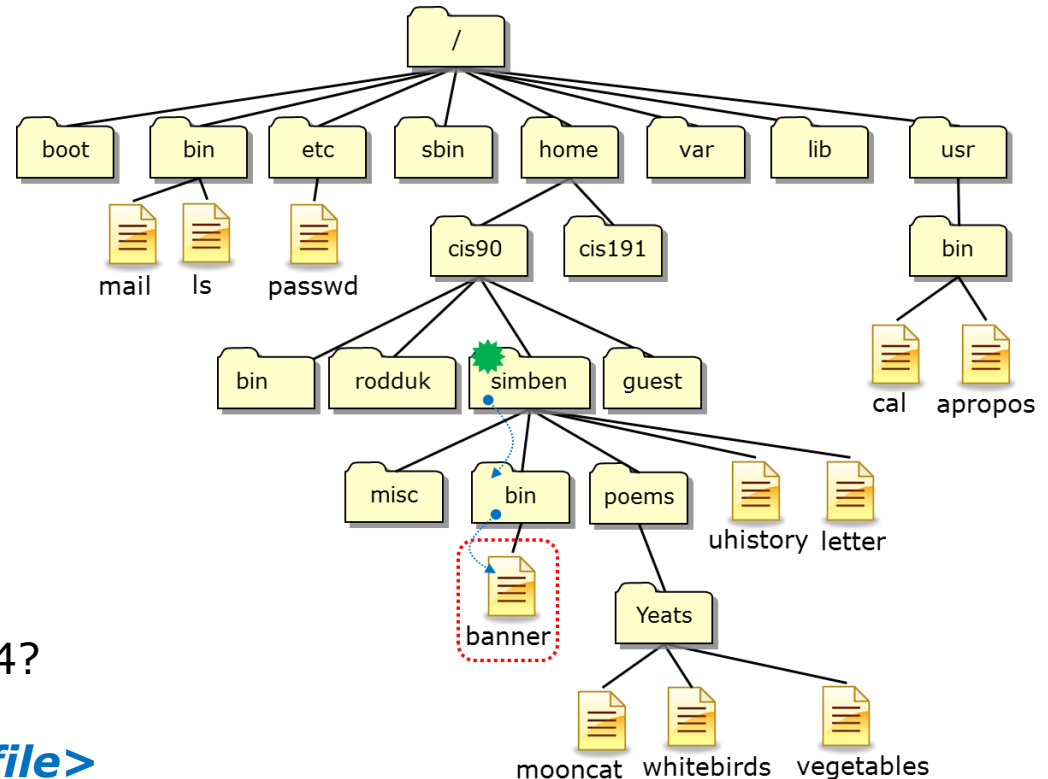 /
boot bin etc sbin home var lib usr
mail ls passwd cis90 cis191 bin
bin rodduk simben guest cal apropos
misc bin poems uhistory letter
banner Yeats
4?
file>
mooncat whitebirds vegetables